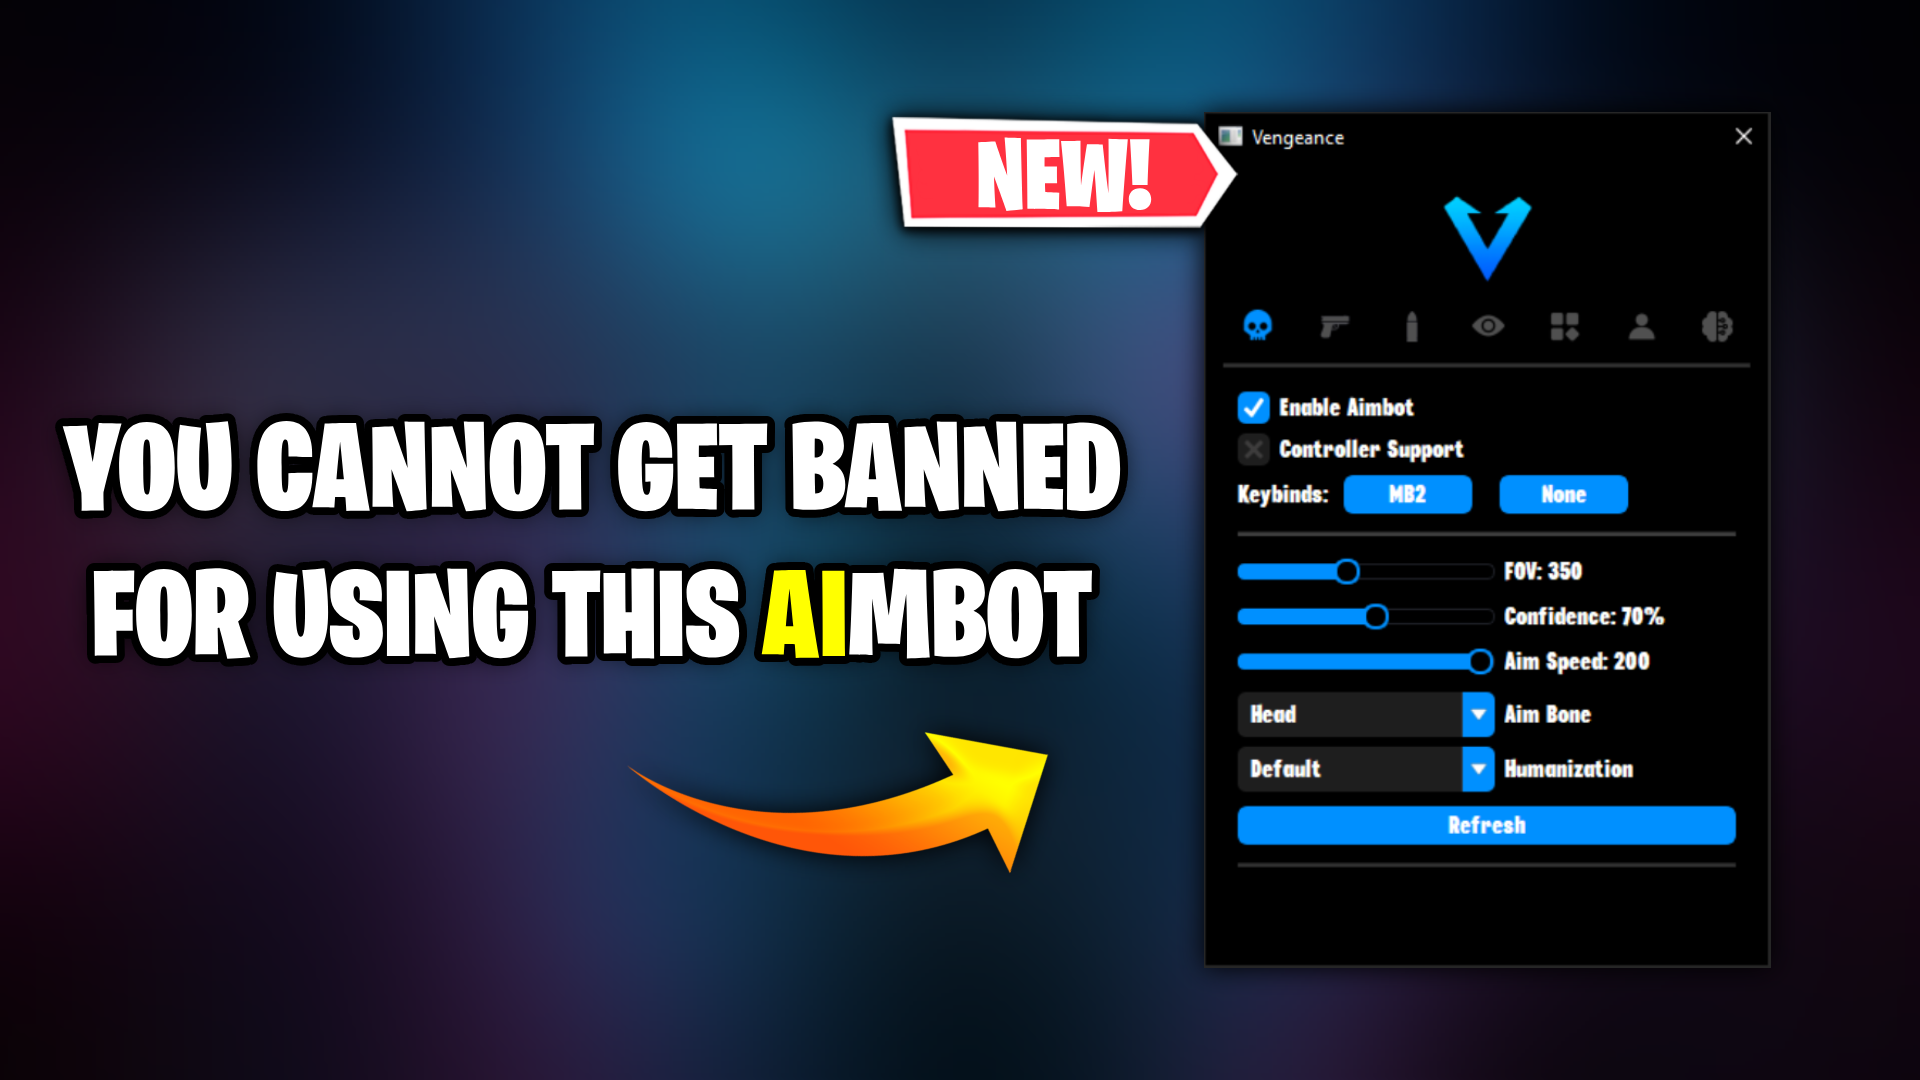 NEW!
Vengeance
YOU CANNOT GET BANNED
FOR USING THIS AIMBOT
Enable Aimbot
Controller Support
Keybinds: MB2 None
FOV: 350
Confidence: 70%
Aim Speed: 200
Head Aim Bone
Default Humanization
Refresh